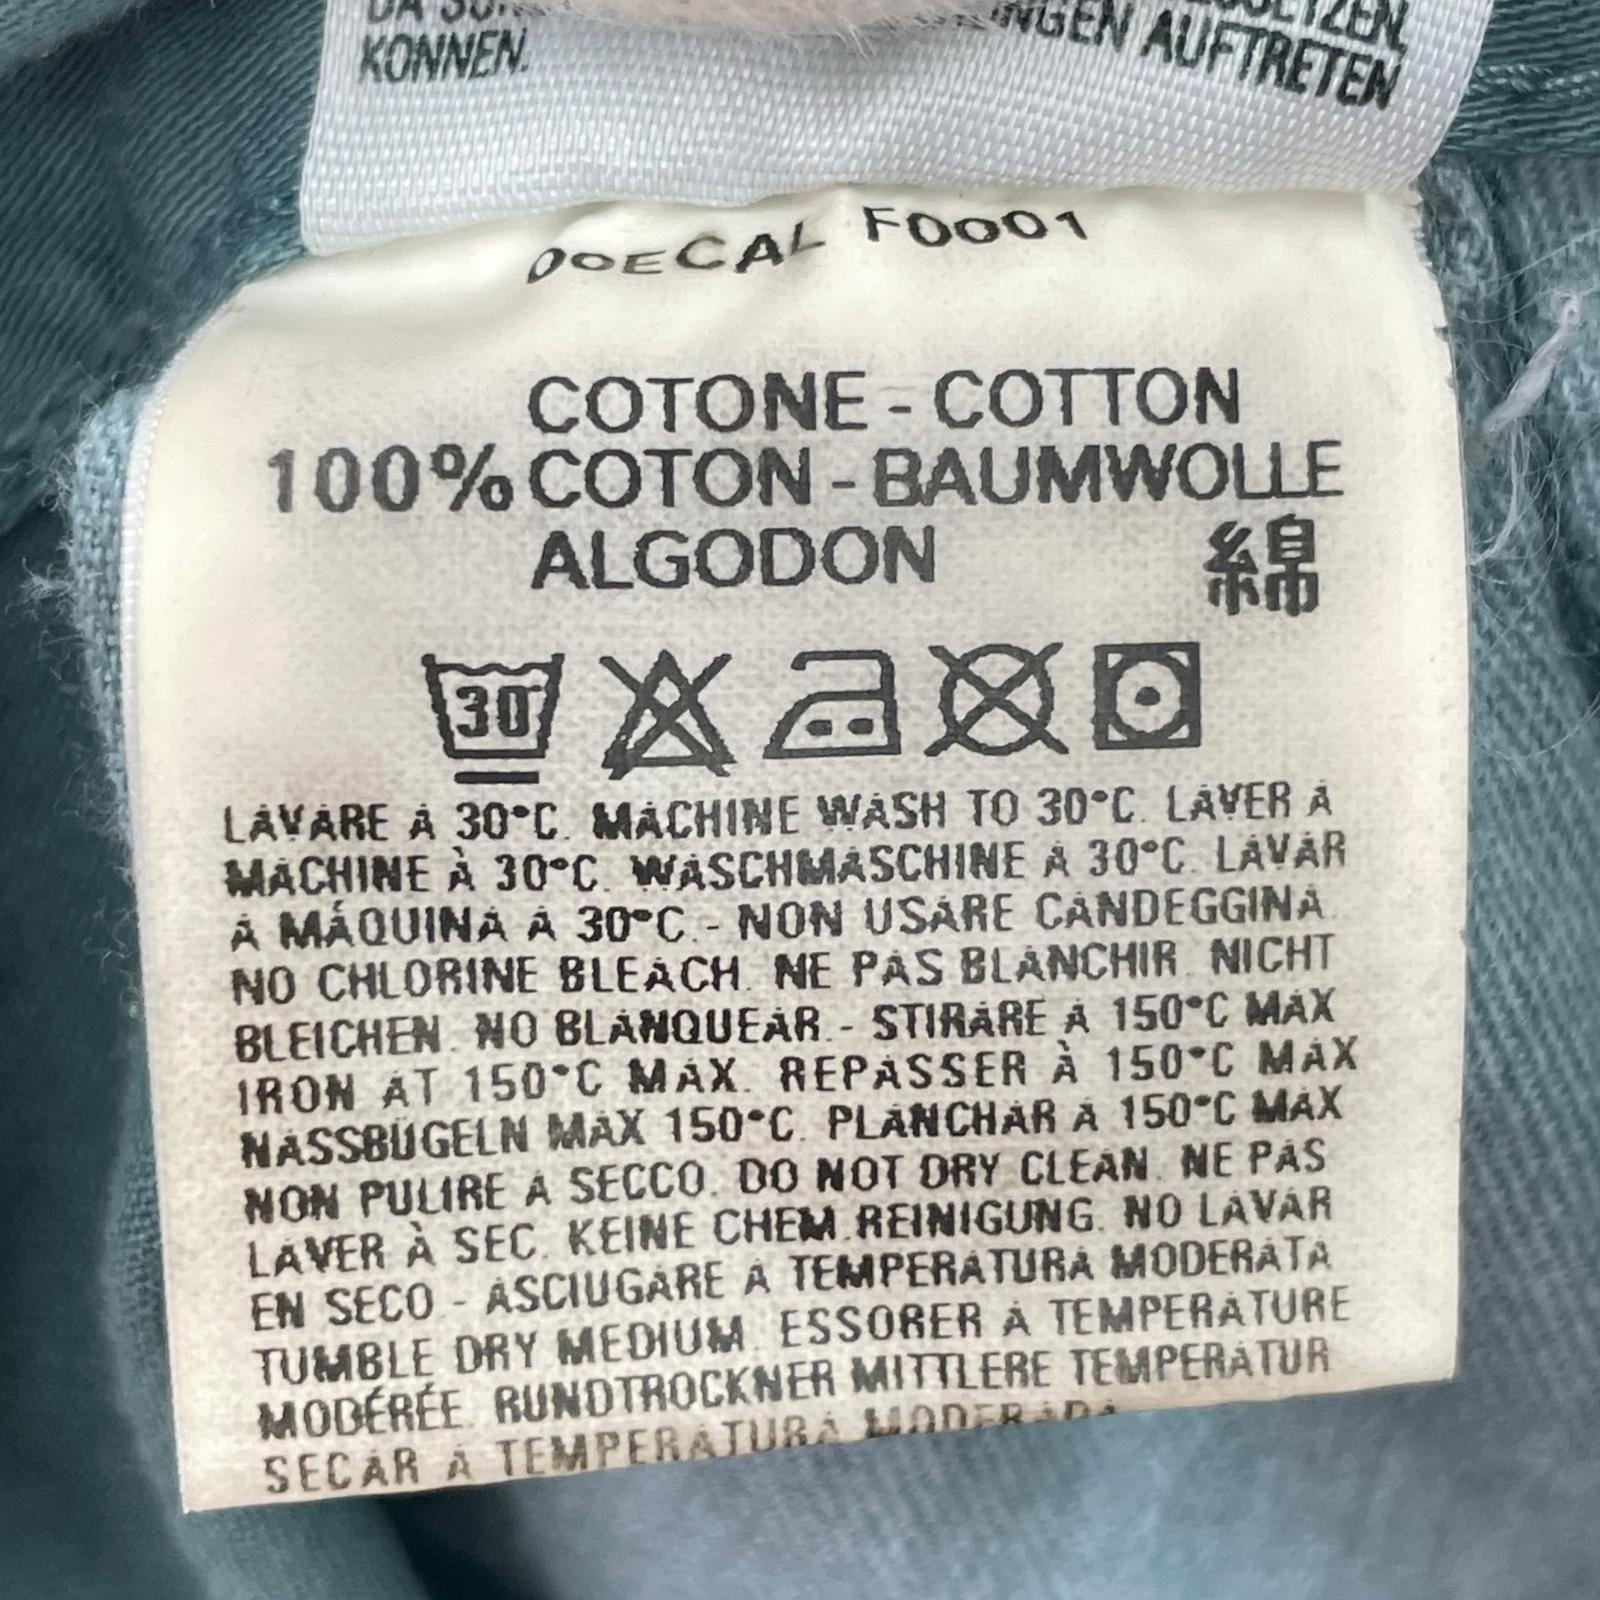 KONNEN.
AUFTRETEN
F0001
COTONE - COTTON
100% COTON - BAUMWOLLE
ALGODON 綿
30
LAVARE A 30°C. MACHINE WASH TO 30°C. LAVER A
MACHINE À 30°C. WASCHMASCHINE A 30°C. LAVAR
A MÁQUINA A 30°C.- NON USARE CANDEGGINA.
NO CHLORINE BLEACH. NE PAS BLANCHIR. NICHT
BLEICHEN. NO BLANQUEAR. - STIRARE A 150°C MAX
IRON AT 150°C MAX. REPASSER À 150°C MAX
NASSBUGELN MAX 150°C. PLANCHAR A 150°C MAX
NON PULIRE A SECCO. DO NOT DRY CLEAN. NE PAS
LAVER À SEC. KEINE CHEM.REINIGUNG. NO LAVAR
EN SECO - ASCIUGARE A TEMPERATURA MODERATA
TUMBLE DRY MEDIUM. ESSORER A TEMPERATURE
MODÉRÉE. RUNDTROCKNER MITTLERE TEMPERATUR
SECAR A TEMPERATURA MODERADA